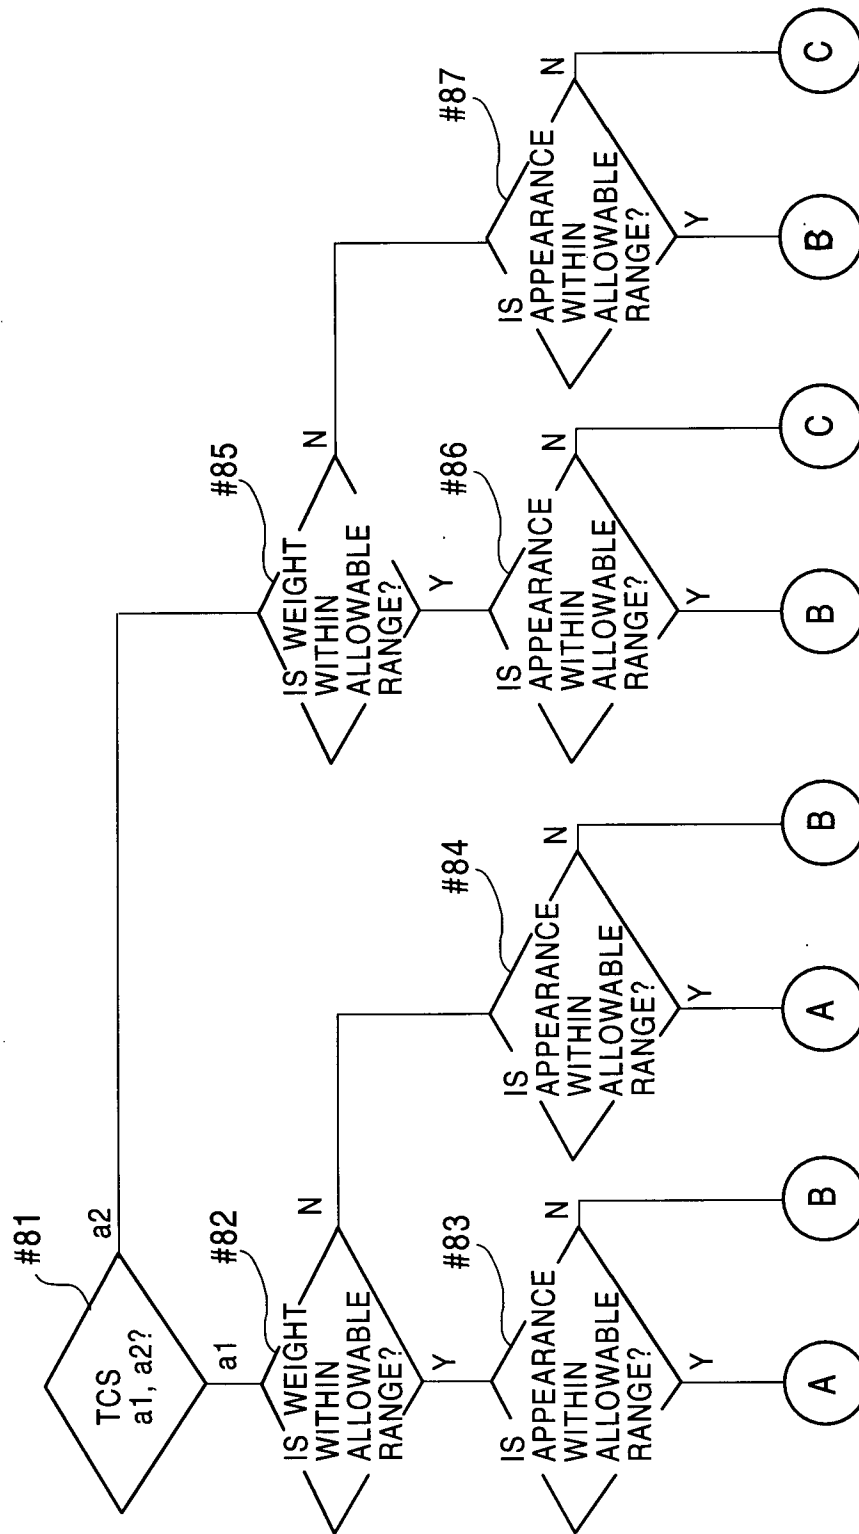 #81
TCS
a1, a2?
a2
a1
#82
IS WEIGHT
WITHIN
ALLOWABLE
RANGE?
N
Y
#85
IS WEIGHT
WITHIN
ALLOWABLE
RANGE?
N
Y
#83
IS
APPEARANCE
WITHIN
ALLOWABLE
RANGE?
N
Y
#84
IS
APPEARANCE
WITHIN
ALLOWABLE
RANGE?
N
Y
#86
IS
APPEARANCE
WITHIN
ALLOWABLE
RANGE?
N
Y
#87
IS
APPEARANCE
WITHIN
ALLOWABLE
RANGE?
N
Y
A
B
A
B
B
C
B
C